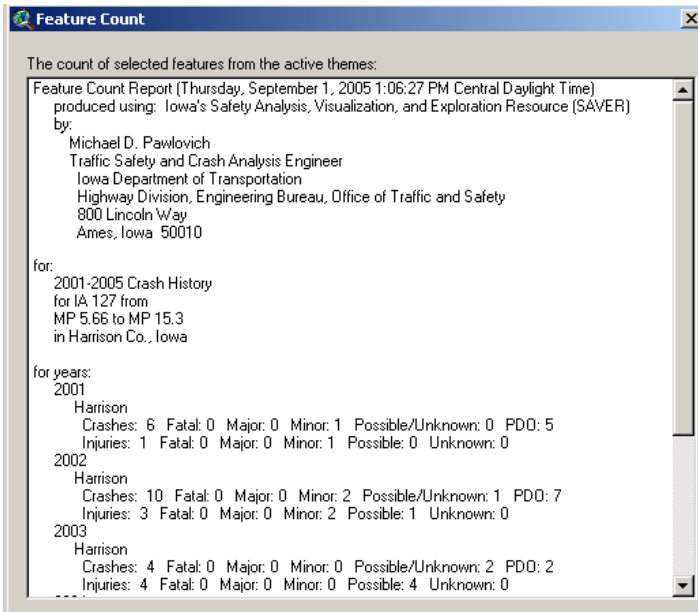 Feature Count
The count of selected features from the active themes:
Feature Count Report (Thursday, September 1, 2005 1:06:27 PM Central Daylight Time)
produced using: Iowa's Safety Analysis, Visualization, and Exploration Resource (SAVER)
by:
Michael D. Pawlovich
Traffic Safety and Crash Analysis Engineer
Iowa Department of Transportation
Highway Division, Engineering Bureau, Office of Traffic and Safety
800 Lincoln Way
Ames, Iowa 50010
for:
2001-2005 Crash History
for IA 127 from
MP 5.66 to MP 15.3
in Harrison Co., Iowa
for years:
2001
Harrison
Crashes: 6 Fatal: 0 Major: 0 Minor: 1 Possible/Unknown: 0 PDO: 5
Injuries: 1 Fatal: 0 Major: 0 Minor: 1 Possible: 0 Unknown: 0
2002
Harrison
Crashes: 10 Fatal: 0 Major: 0 Minor: 2 Possible/Unknown: 1 PDO: 7
Injuries: 3 Fatal: 0 Major: 0 Minor: 2 Possible: 1 Unknown: 0
2003
Harrison
Crashes: 4 Fatal: 0 Major: 0 Minor: 0 Possible/Unknown: 2 PDO: 2
Injuries: 4 Fatal: 0 Major: 0 Minor: 0 Possible: 4 Unknown: 0